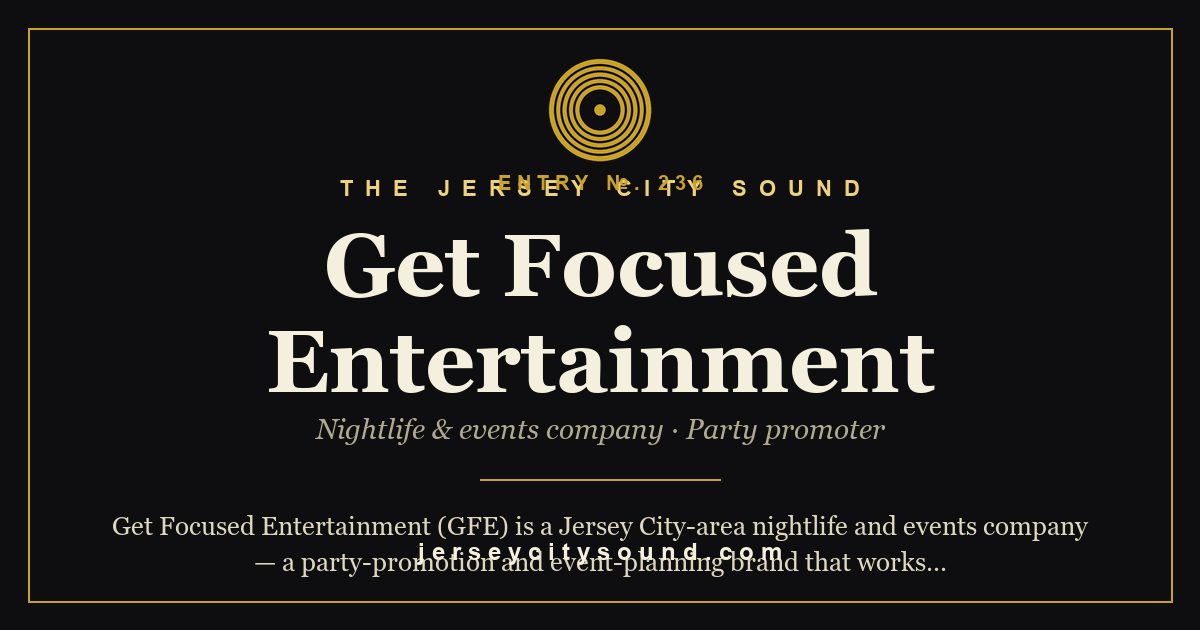 ENTRY №. 236
THE JERSEY CITY SOUND
Get Focused
Entertainment
Nightlife & events company · Party promoter
Get Focused Entertainment (GFE) is a Jersey City-area nightlife and events company
jerseycitysound.com
— a party-promotion and event-planning brand that works...